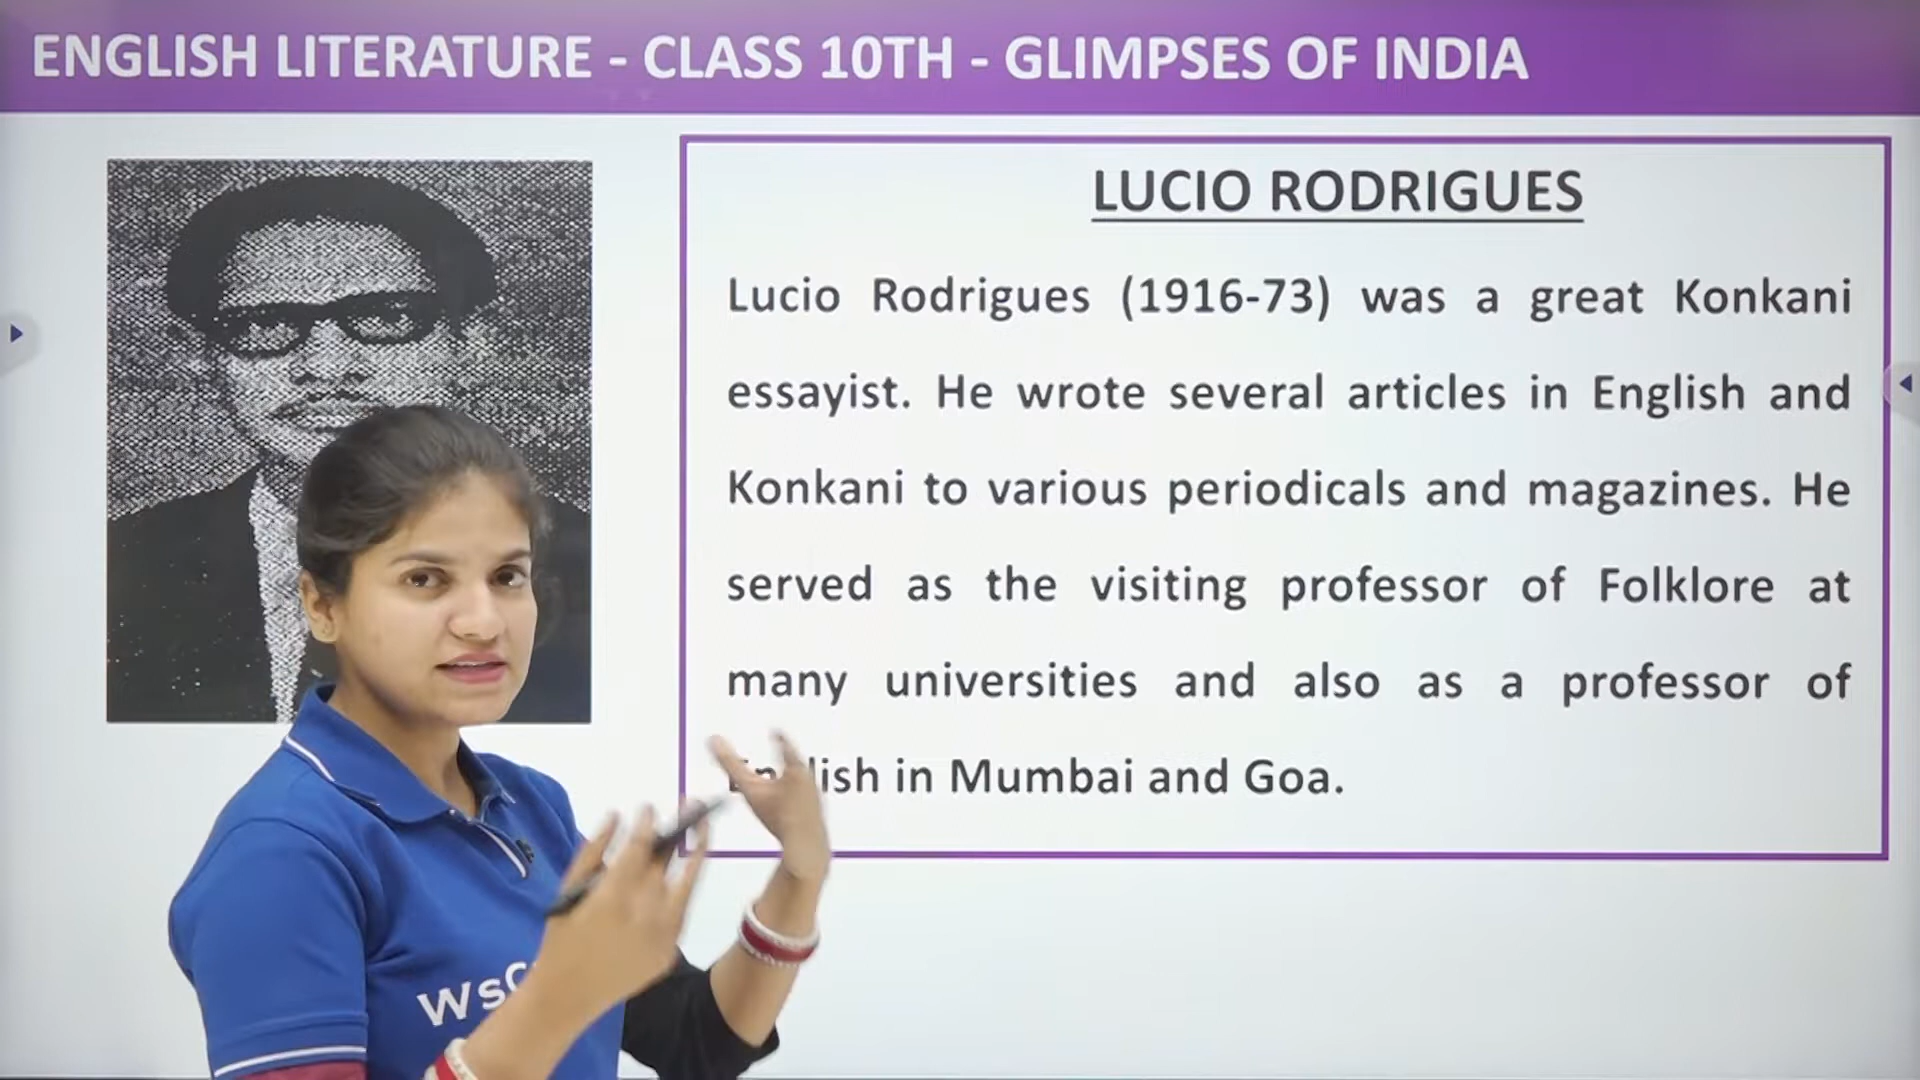 ENGLISH LITERATURE - CLASS 10TH - GLIMPSES OF INDIA
LUCIO RODRIGUES
Lucio Rodrigues (1916-73) was a great Konkani
essayist. He wrote several articles in English and
Konkani to various periodicals and magazines. He
served as the visiting professor of Folklore at
many universities and also as a professor of
English in Mumbai and Goa.